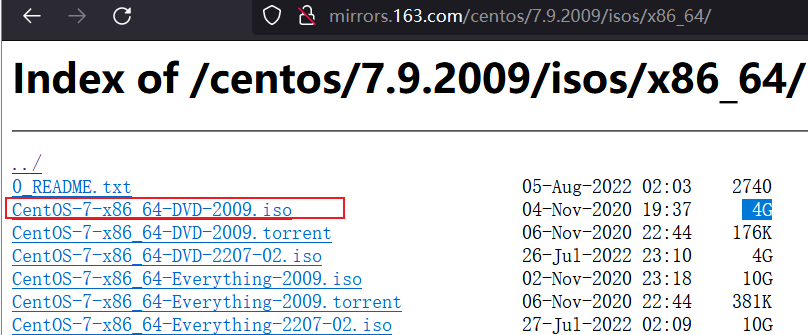 mirrors.163.com/centos/7.9.2009/isos/x86_64/
Index of /centos/7.9.2009/isos/x86_64/
../
0_README.txt 05-Aug-2022 02:03 2740
CentOS-7-x86_64-DVD-2009.iso 04-Nov-2020 19:37 4G
CentOS-7-x86_64-DVD-2009.torrent 06-Nov-2020 22:44 176K
CentOS-7-x86_64-DVD-2207-02.iso 26-Jul-2022 23:10 4G
CentOS-7-x86_64-Everything-2009.iso 02-Nov-2020 23:18 10G
CentOS-7-x86_64-Everything-2009.torrent 06-Nov-2020 22:44 381K
CentOS-7-x86_64-Everything-2207-02.iso 27-Jul-2022 02:09 10G